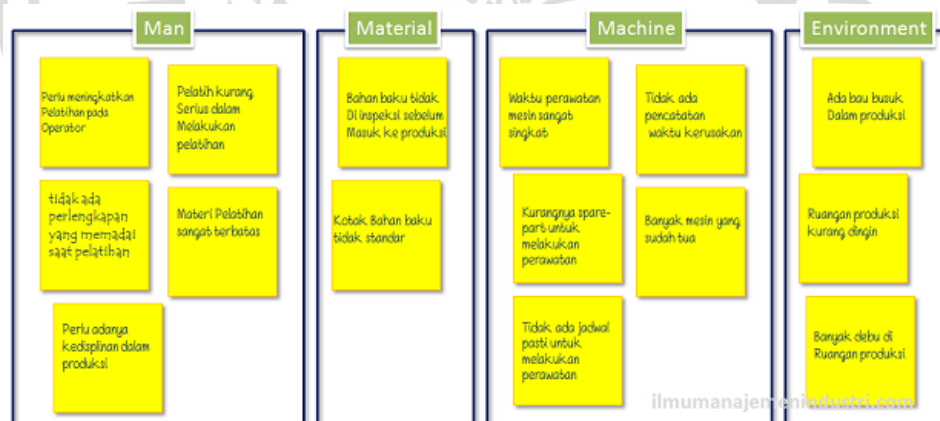 Man
Perlu meningkatkan
Pelatihan pada
Operator
Pelatih kurang
Serius dalam
Melakukan
pelatihan
tidak ada
perlengkapan
yang memadai
saat pelatihan
Materi Pelatihan
sangat terbatas
Perlu adanya
kedisplinan dalam
produksi
Material
Bahan baku tidak
Di inspeksi sebelum
Masuk ke produksi
Kotak Bahan baku
tidak standar
Machine
Waktu perawatan
mesin sangat
singkat
Tidak ada
pencatatan
waktu kerusakan
Kurangnya spare-
part untuk
melakukan
perawatan
Banyak mesin yang
sudah tua
Tidak ada jadwal
pasti untuk
melakukan
perawatan
Environment
Ada bau busuk
Dalam produksi
Ruangan produksi
kurang dingin
Banyak debu di
Ruangan produksi
ilmumanajemenindustri.com